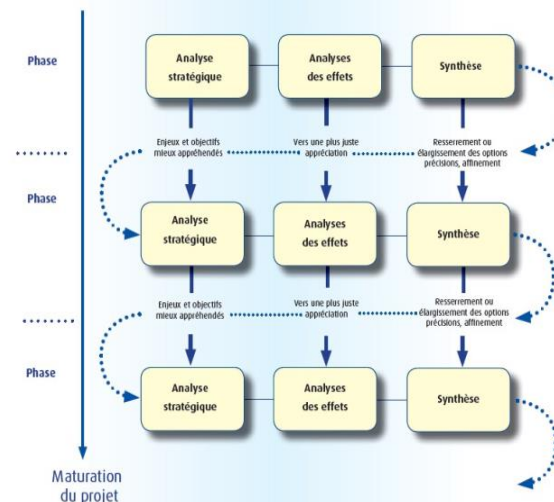 Phase
Analyse
stratégique
Analyses
des effets
Synthèse
Enjeux et objectifs
mieux appréhendés
Vers une plus juste
appréciation
Resserrement ou
élargissement des options
précisions, affinement
Phase
Analyse
stratégique
Analyses
des effets
Synthèse
Enjeux et objectifs
mieux appréhendés
Vers une plus juste
appréciation
Resserrement ou
élargissement des options
précisions, affinement
Phase
Analyse
stratégique
Analyses
des effets
Synthèse
Maturation
du projet